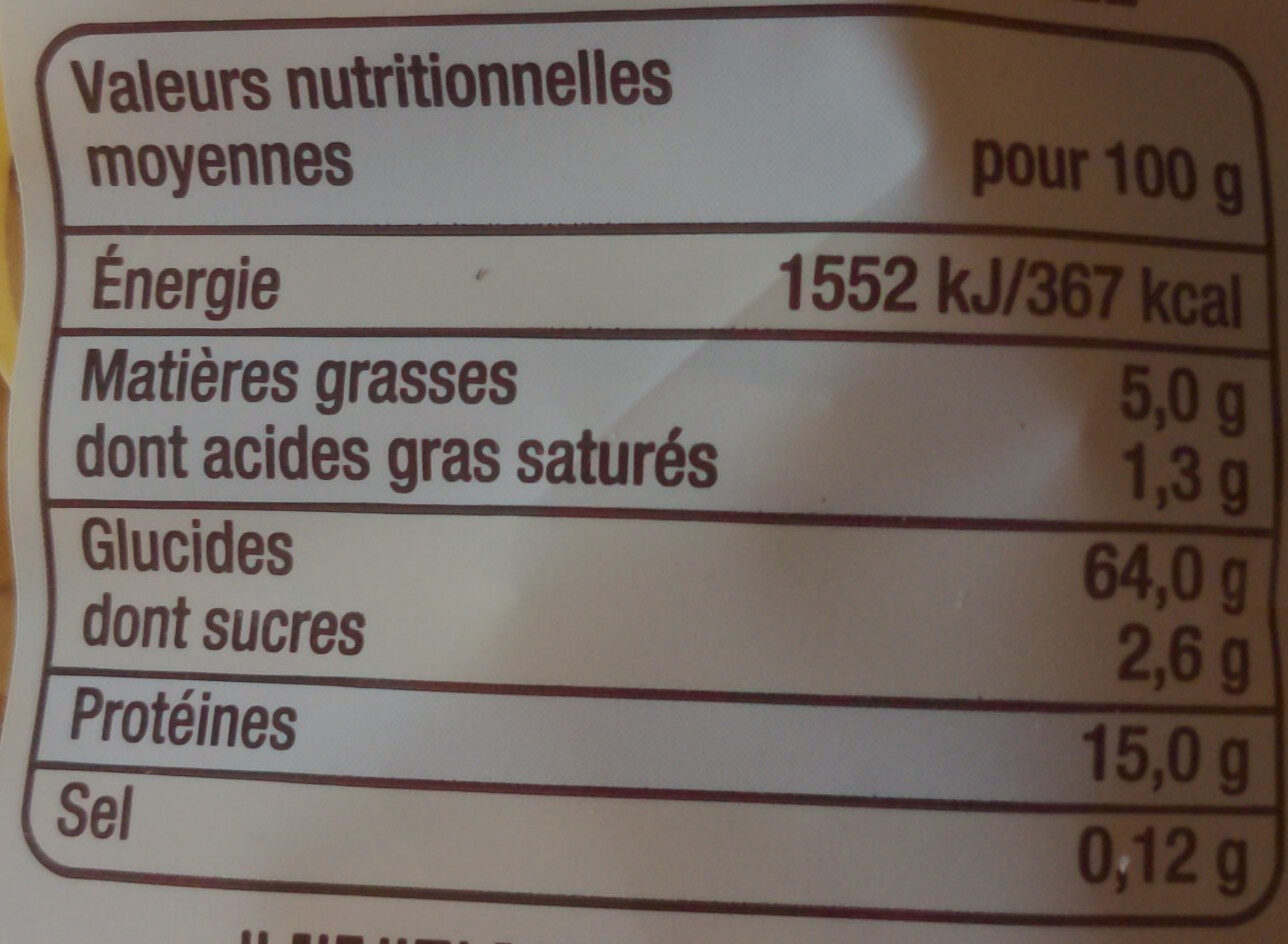 Valeurs nutritionnelles
moyennes pour 100 g
Énergie 1552 kJ/367 kcal
Matières grasses 5,0 g
dont acides gras saturés 1,3 g
Glucides 64,0 g
dont sucres 2,6 g
Protéines 15,0 g
Sel 0,12 g